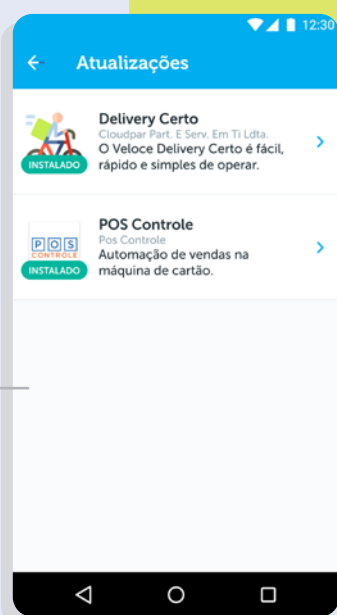 12:30
Atualizações
Delivery Certo
Cloudpar Part. E Serv. Em Ti Ldta.
O Veloce Delivery Certo é fácil,
rápido e simples de operar.
INSTALADO
POS Controle
Pos Controle
Automação de vendas na
máquina de cartão.
POS
CONTROLE
INSTALADO